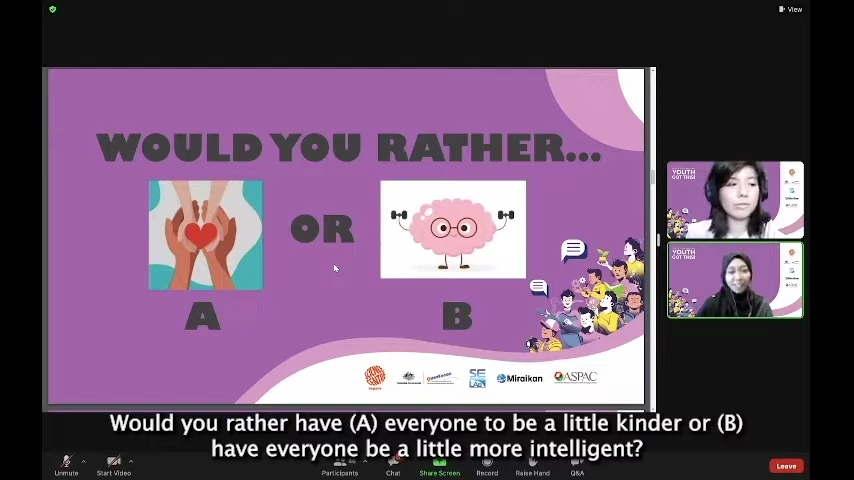 View
WOULD YOU RATHER...
OR
A
B
Miraikan
ASPAC
YOUTH
GOT THIS!
YOUTH
GOT THIS!
Would you rather have (A) everyone to be a little kinder or (B)
have everyone be a little more intelligent?
Unmute
Start Video
Participants
Chat
Share Screen
Record
Raise Hand
Q&A
Leave